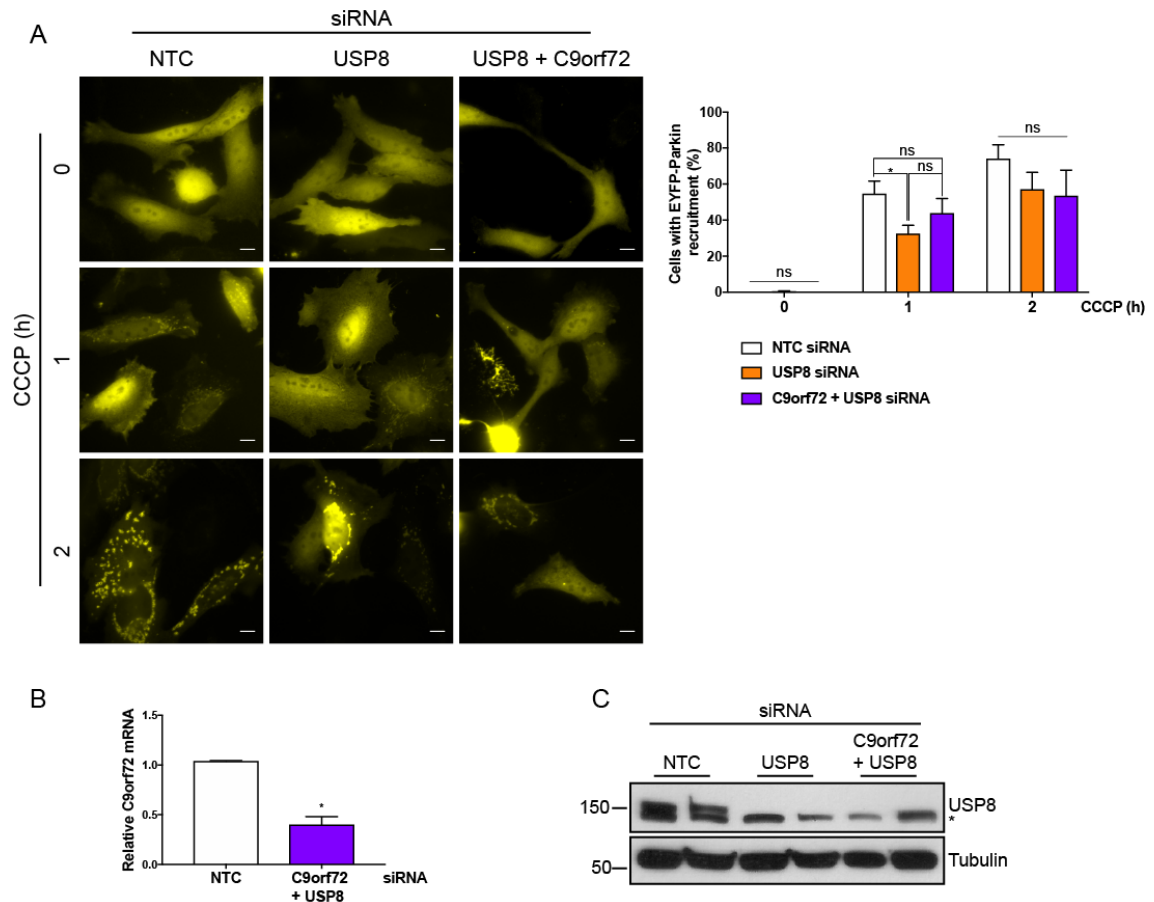 A
siRNA
NTC USP8 USP8 + C9orf72
CCCP (h)
0
1
2
Cells with EYFP-Parkin
recruitment (%)
100
80
60
40
20
0
ns
ns
* ns
ns
0 1 2 CCCP (h)
NTC siRNA
USP8 siRNA
C9orf72 + USP8 siRNA
B
Relative C9orf72 mRNA
1.5
1.0
0.5
0.0
*
NTC C9orf72 siRNA
+ USP8
C
siRNA
C9orf72
NTC USP8 + USP8
150 USP8
*
50 Tubulin